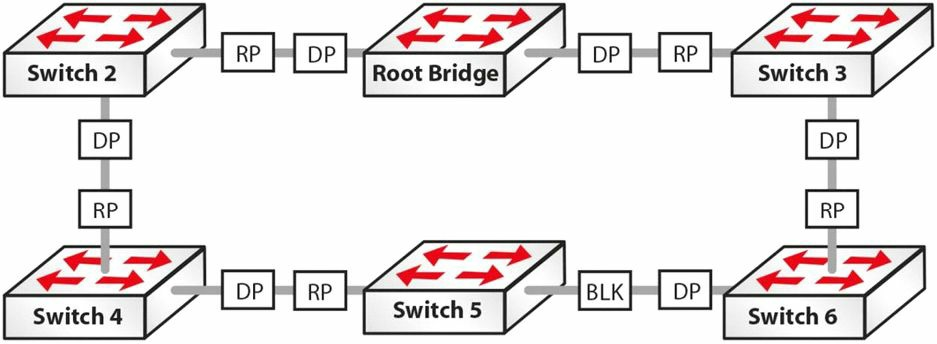 Switch 2
RP
DP
Root Bridge
DP
RP
Switch 3
DP
DP
RP
RP
Switch 4
DP
RP
Switch 5
BLK
DP
Switch 6